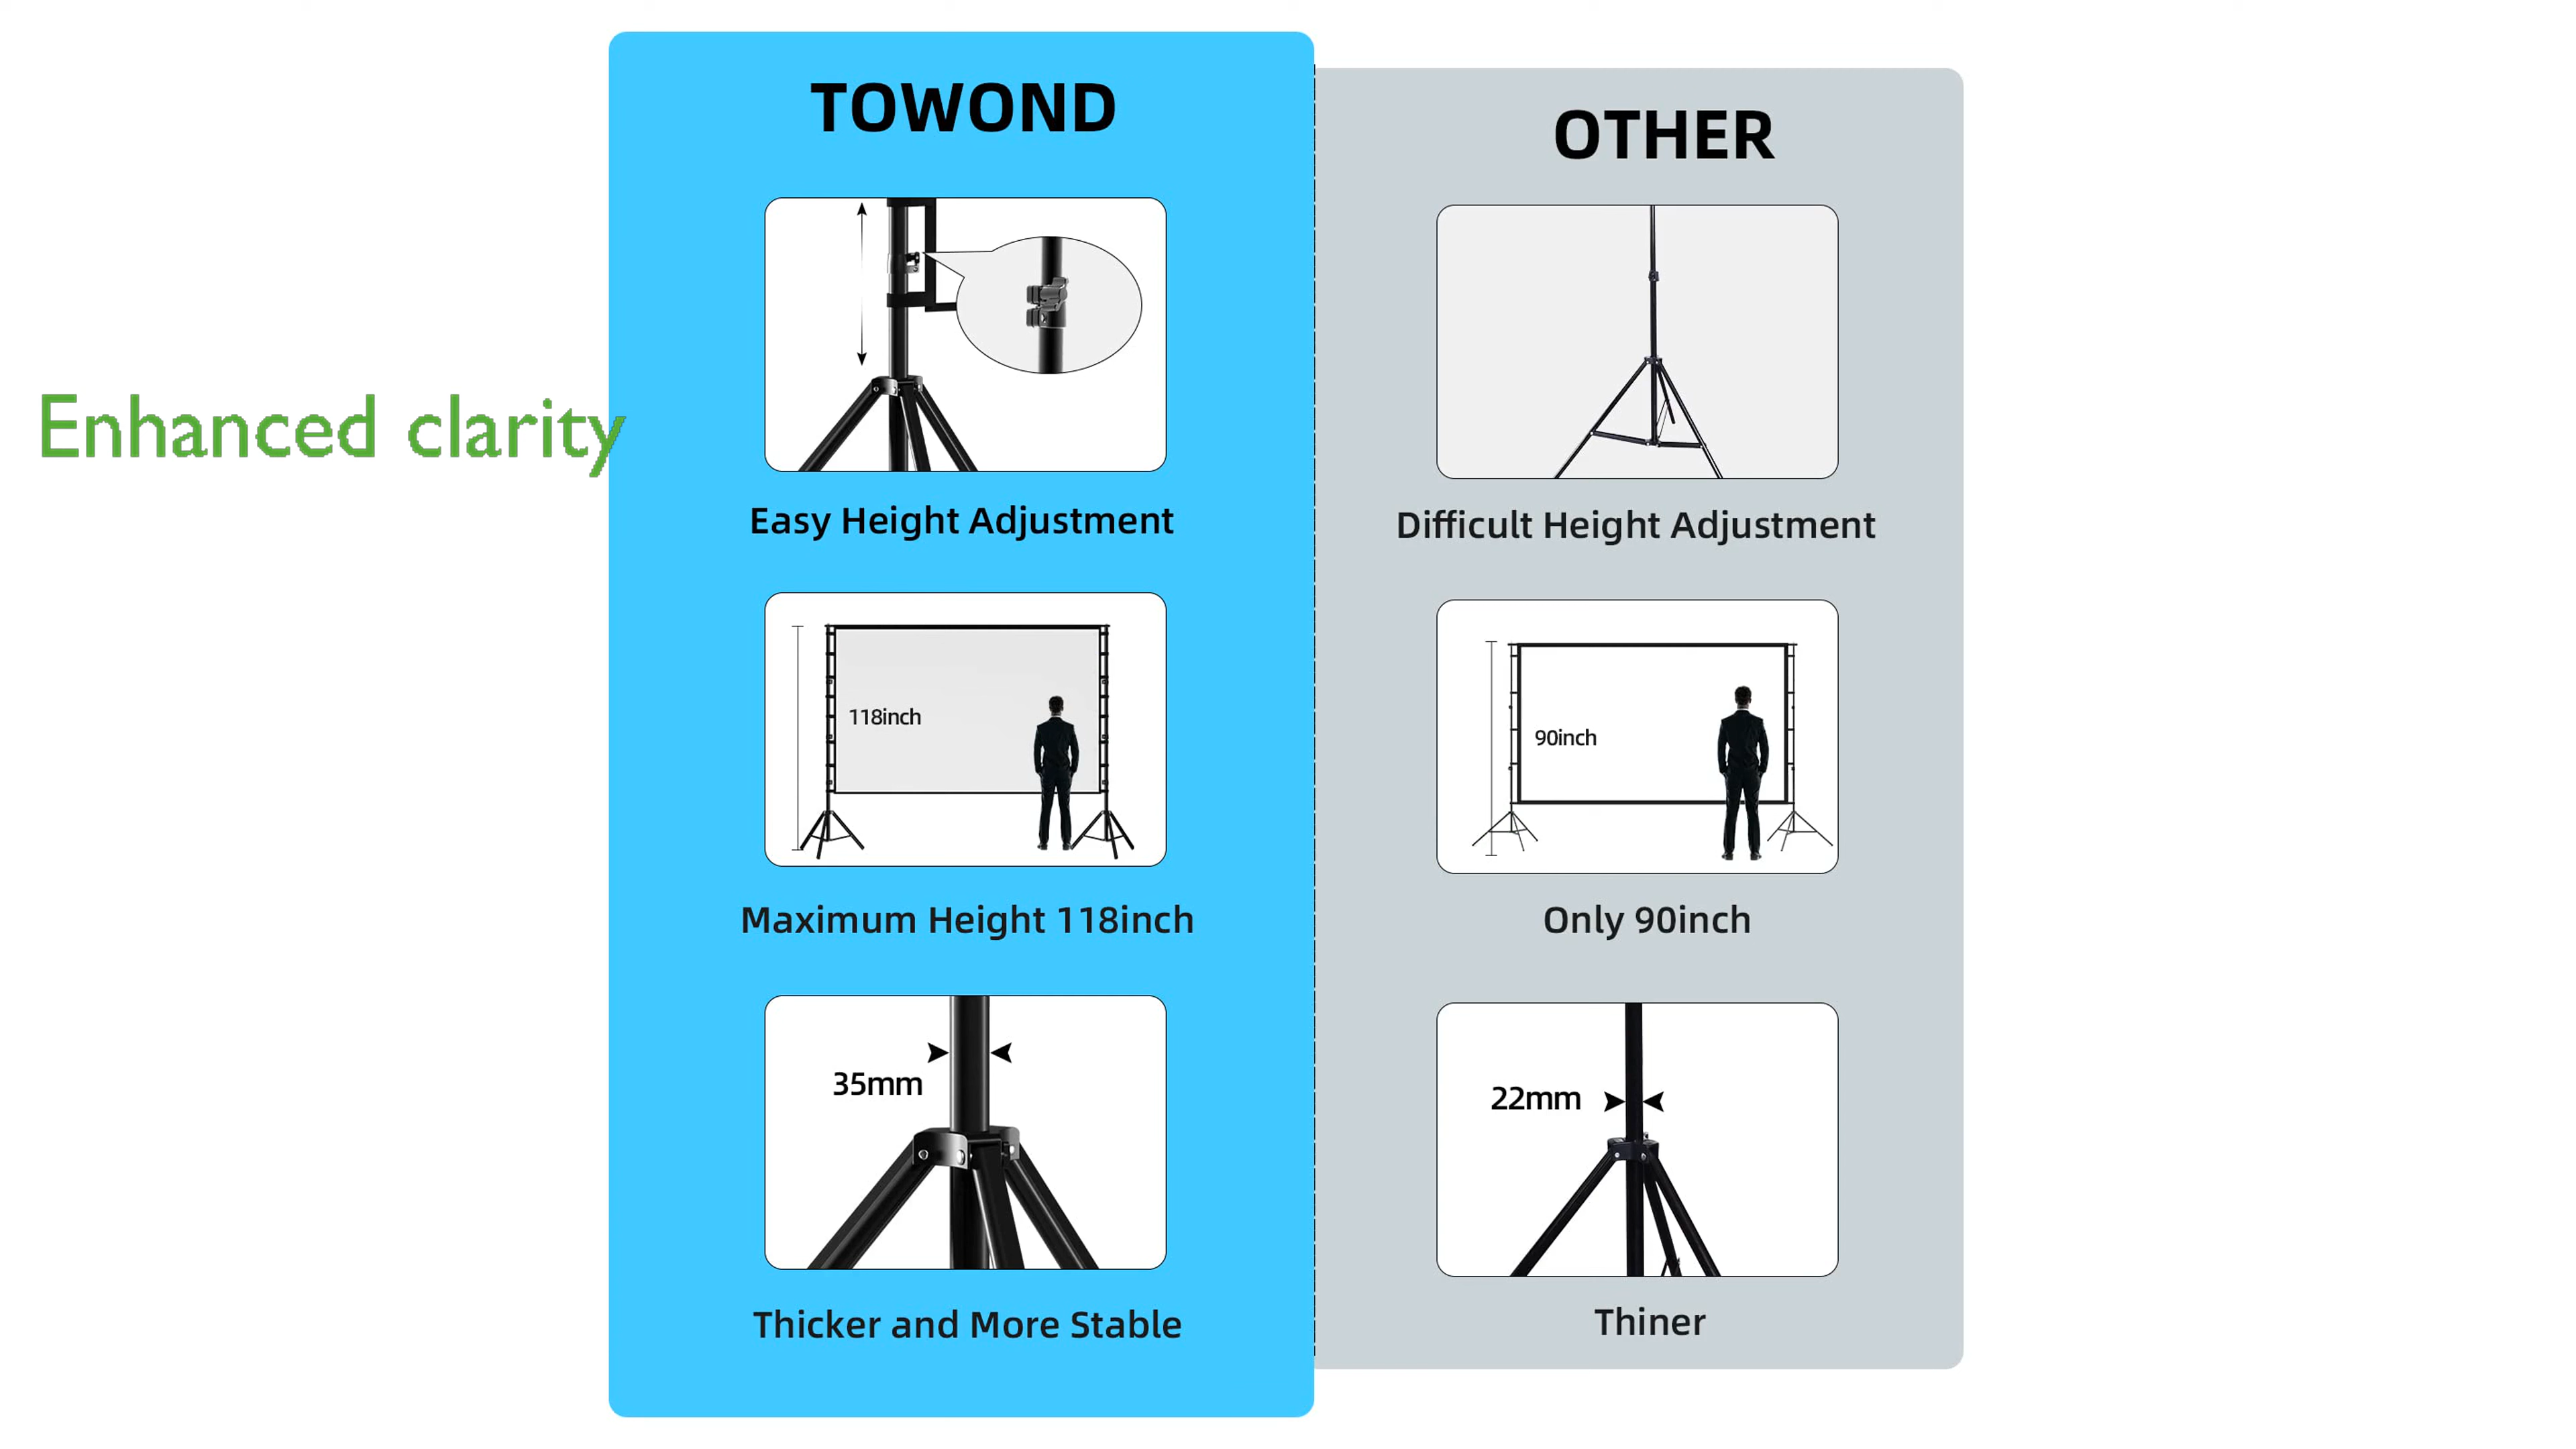 Enhanced clarity
TOWOND
Easy Height Adjustment
118inch
Maximum Height 118inch
35mm
Thicker and More Stable
OTHER
Difficult Height Adjustment
90inch
Only 90inch
22mm
Thiner